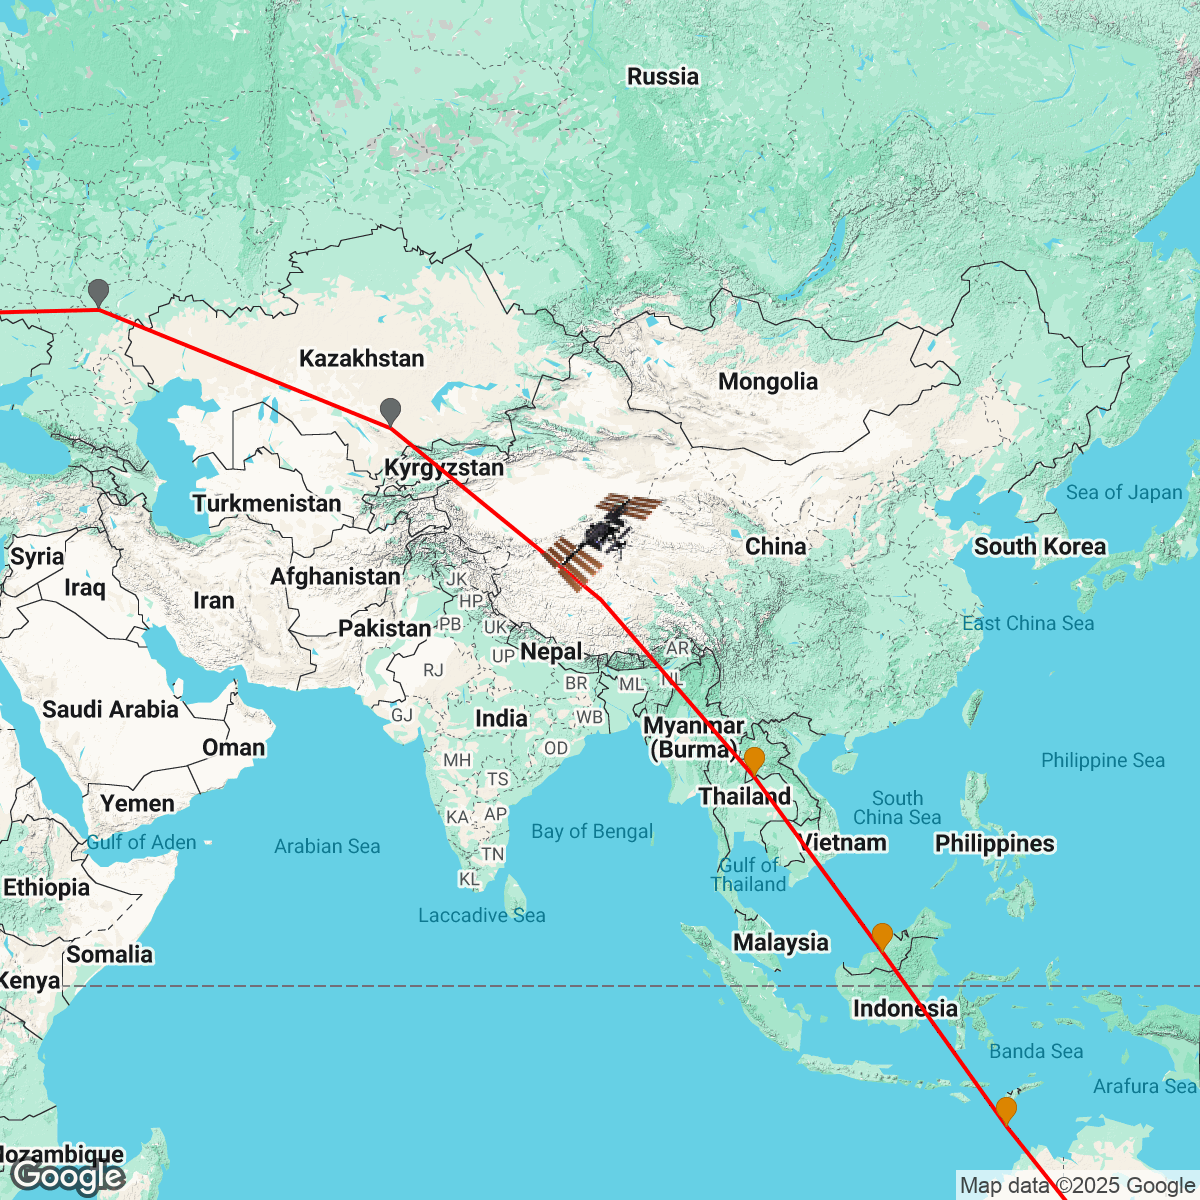 Russia
Kazakhstan
Mongolia
Kyrgyzstan
Sea of Japan
Turkmenistan
China
South Korea
Syria
Afghanistan
JK
Iraq
Iran
HP
PB
Pakistan
UK
East China Sea
AR
Nepal
UP
RJ
NL
BR
ML
Saudi Arabia
GJ
India
WB
Myanmar
(Burma)
Oman
OD
MH
Philippine Sea
TS
Thailand
Yemen
South
China Sea
AP
KA
Bay of Bengal
Gulf of Aden
Arabian Sea
Vietnam
Philippines
TN
Gulf of
Thailand
KL
Ethiopia
Laccadive Sea
Malaysia
Somalia
Kenya
Indonesia
Banda Sea
Arafura Sea
Mozambique
Google
Map data ©2025 Google